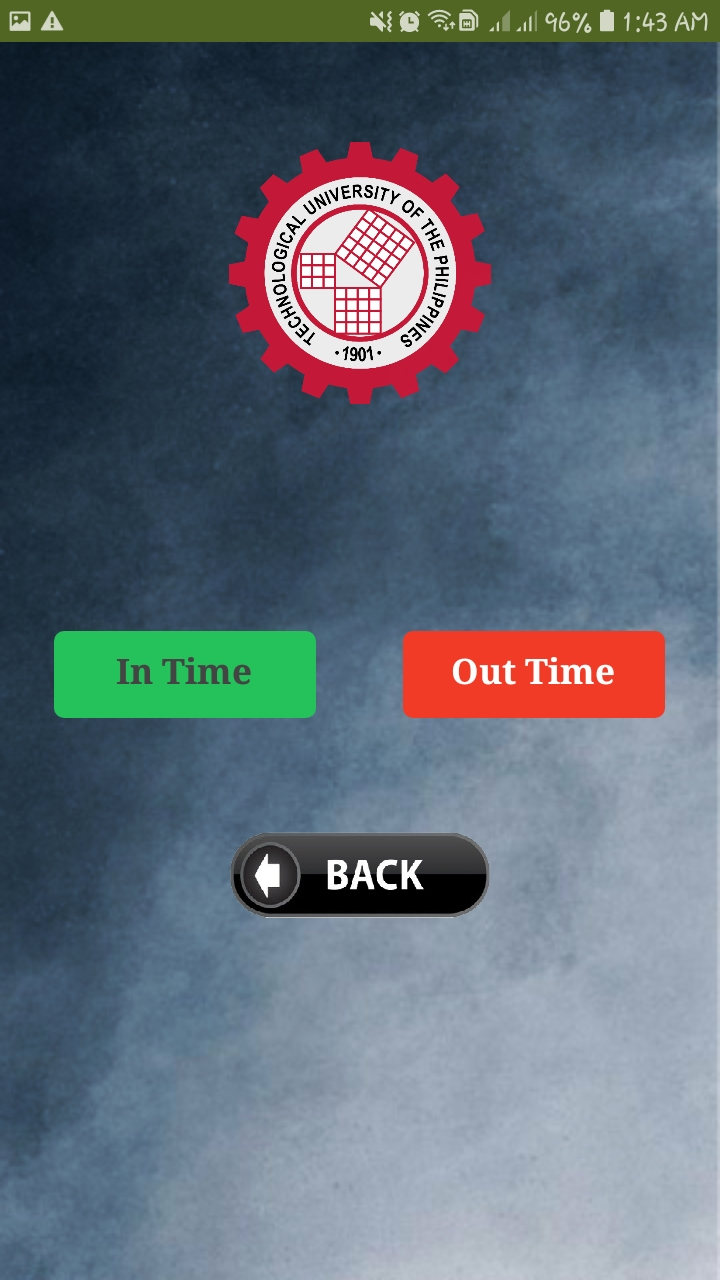 96% 1:43 AM
TECHNOLOGICAL UNIVERSITY OF THE PHILIPPINES
· 1901 ·
In Time
Out Time
BACK